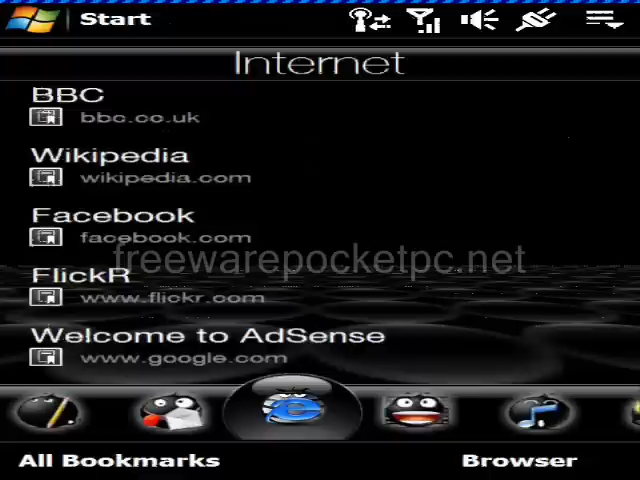 Start
Internet
BBC
bbc.co.uk
Wikipedia
wikipedia.com
Facebook
facebook.com
freewarepocketpc.net
FlickR
www.flickr.com
Welcome to AdSense
www.google.com
All Bookmarks Browser